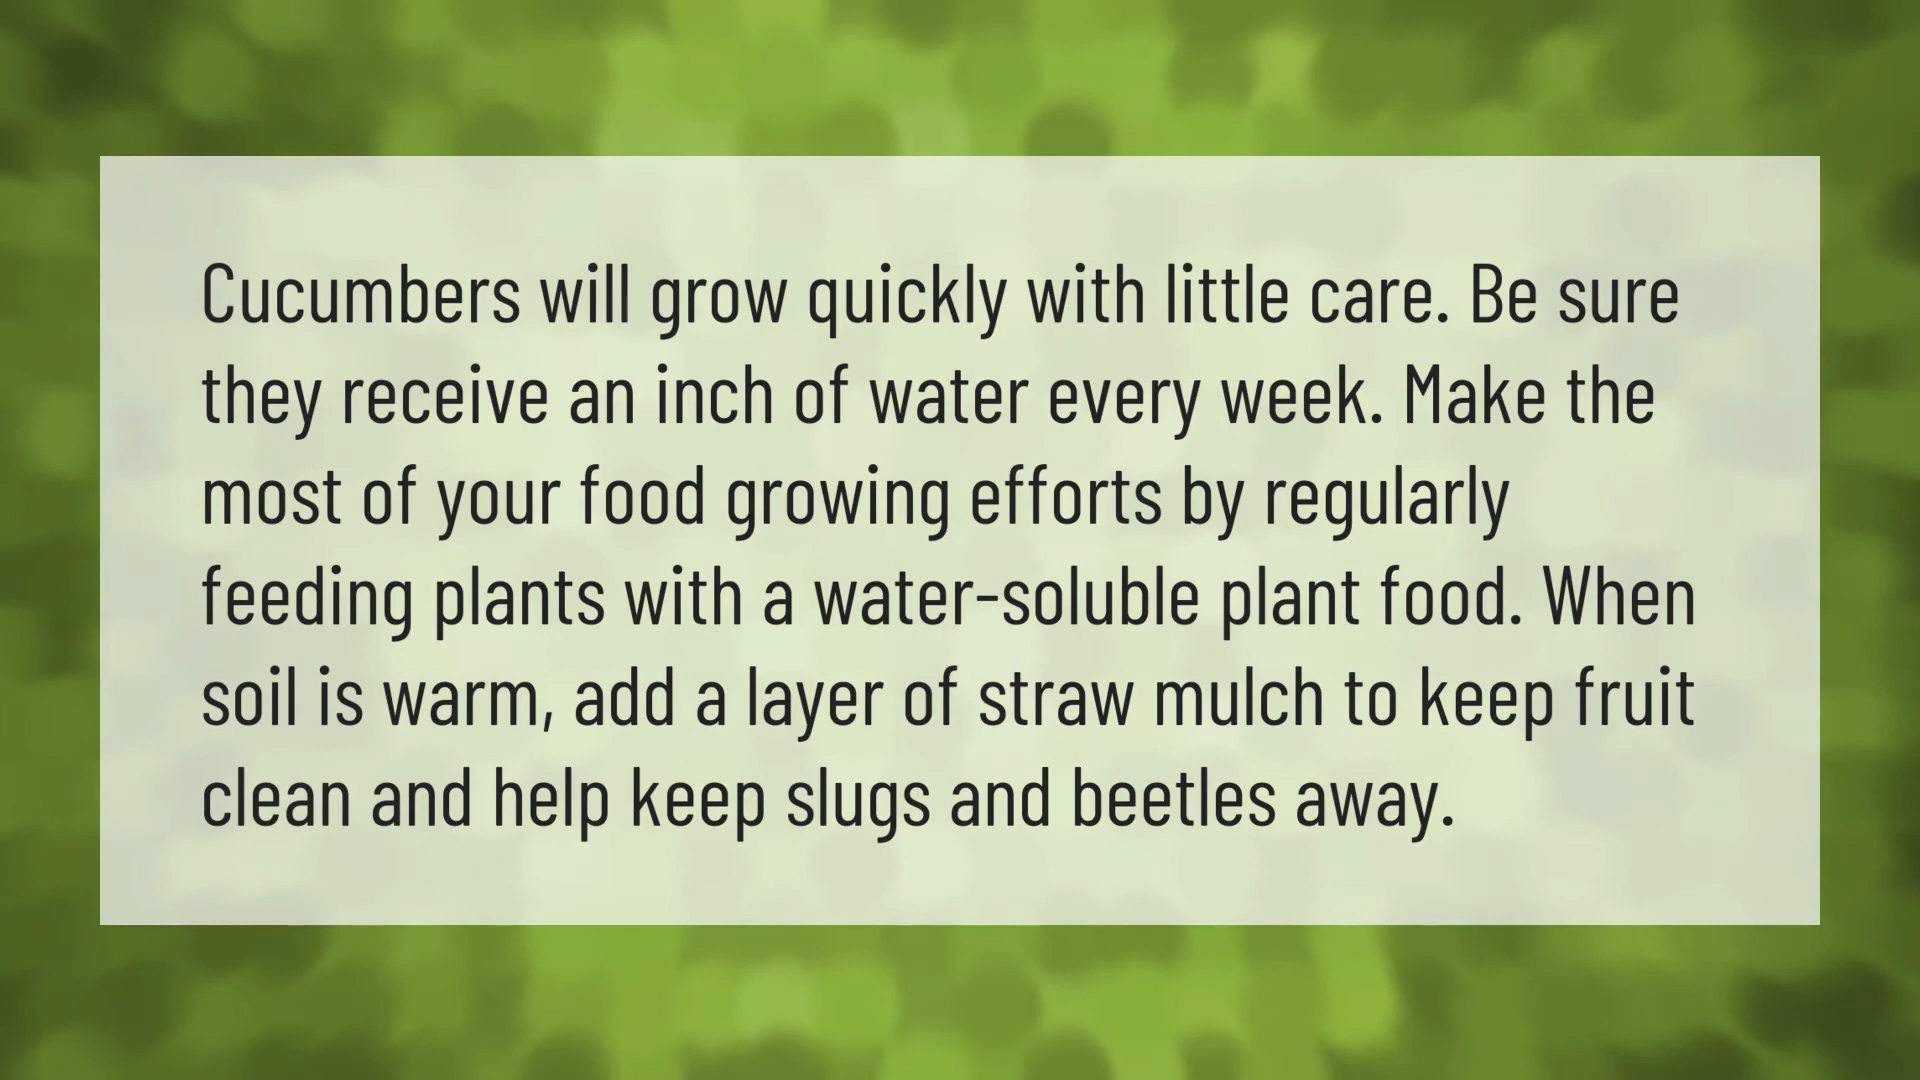 Cucumbers will grow quickly with little care. Be sure
they receive an inch of water every week. Make the
most of your food growing efforts by regularly
feeding plants with a water-soluble plant food. When
soil is warm, add a layer of straw mulch to keep fruit
clean and help keep slugs and beetles away.